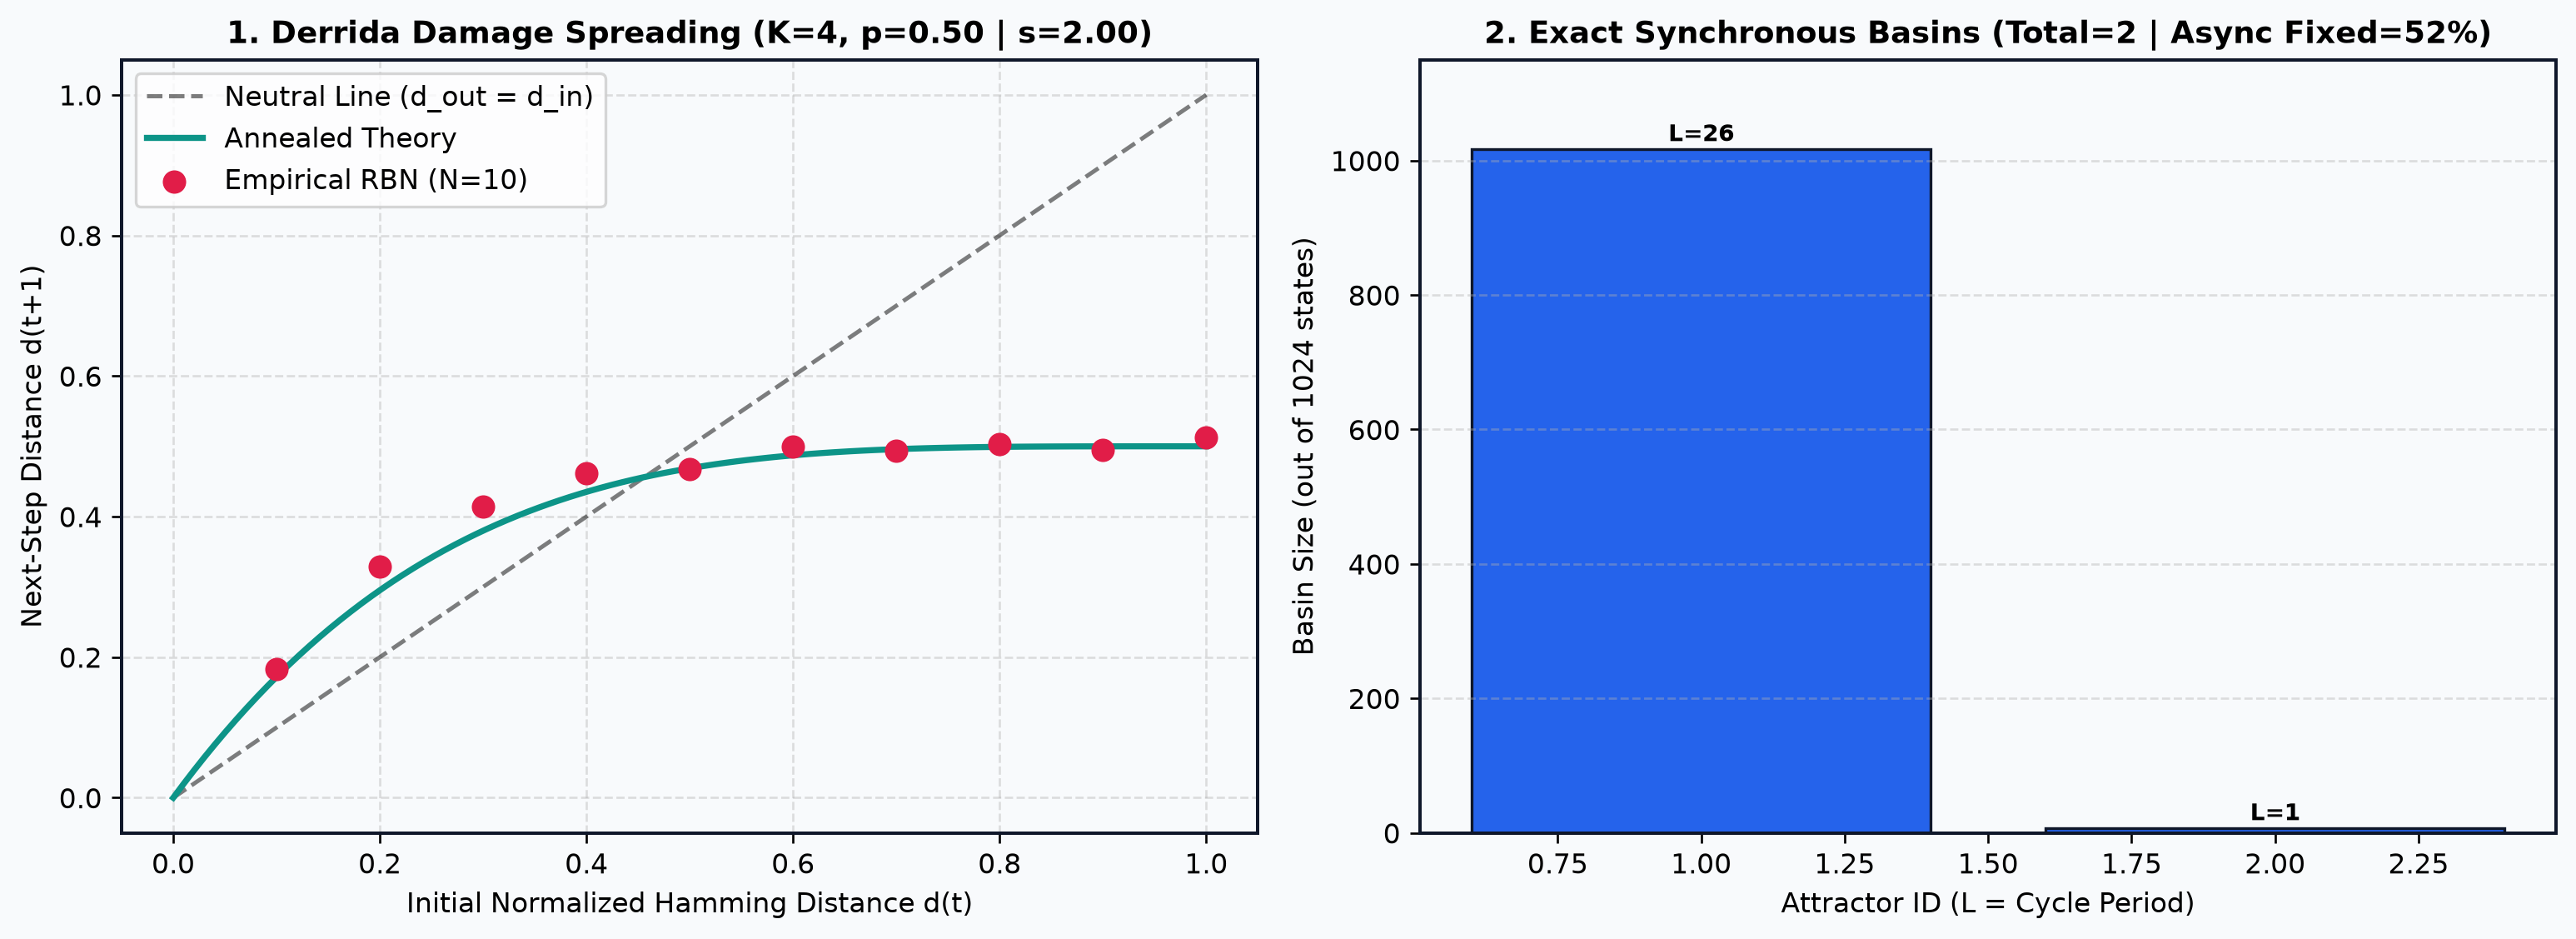 1. Derrida Damage Spreading (K=4, p=0.50 | s=2.00)
Neutral Line (d_out = d_in)
Annealed Theory
Empirical RBN (N=10)
1.0
0.8
0.6
0.4
0.2
0.0
Next-Step Distance d(t+1)
0.0 0.2 0.4 0.6 0.8 1.0
Initial Normalized Hamming Distance d(t)
2. Exact Synchronous Basins (Total=2 | Async Fixed=52%)
L=26
L=1
1000
800
600
400
200
0
Basin Size (out of 1024 states)
0.75 1.00 1.25 1.50 1.75 2.00 2.25
Attractor ID (L = Cycle Period)